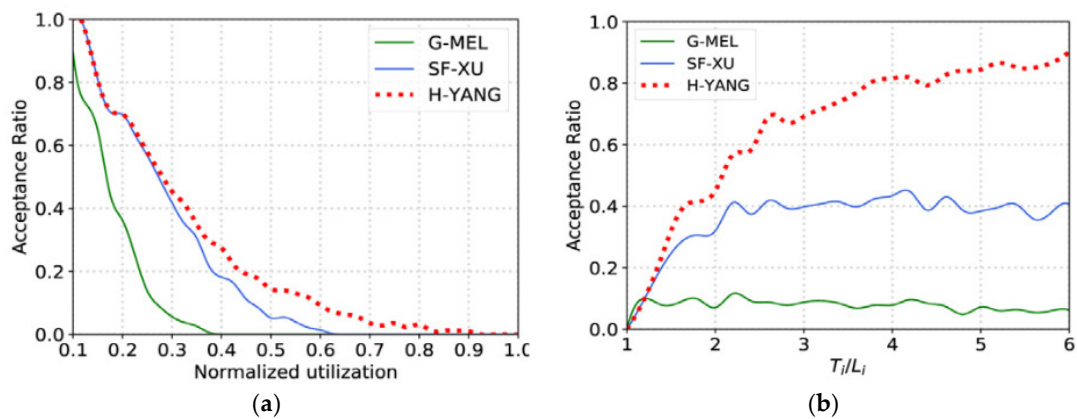 1.0
0.8
0.6
0.4
0.2
0.0
Acceptance Ratio
G-MEL
SF-XU
H-YANG
0.1 0.2 0.3 0.4 0.5 0.6 0.7 0.8 0.9 1.0
Normalized utilization
(a)
1.0
0.8
0.6
0.4
0.2
0.0
Acceptance Ratio
G-MEL
SF-XU
H-YANG
1 2 3 4 5 6
T_i/L_i
(b)